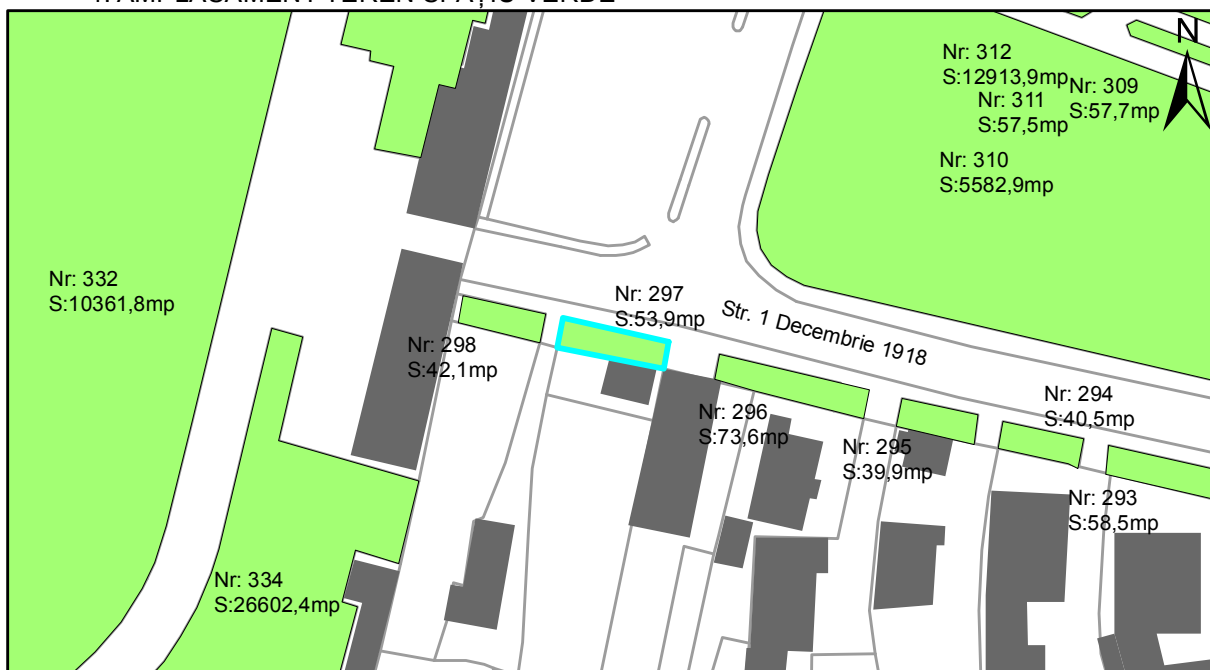 Nr: 312
S:12913,9mp
Nr: 309
S:57,7mp
Nr: 311
S:57,5mp
N
Nr: 310
S:5582,9mp
Nr: 332
S:10361,8mp
Nr: 297
S:53,9mp
Str. 1 Decembrie 1918
Nr: 298
S:42,1mp
Nr: 296
S:73,6mp
Nr: 294
S:40,5mp
Nr: 295
S:39,9mp
Nr: 293
S:58,5mp
Nr: 334
S:26602,4mp